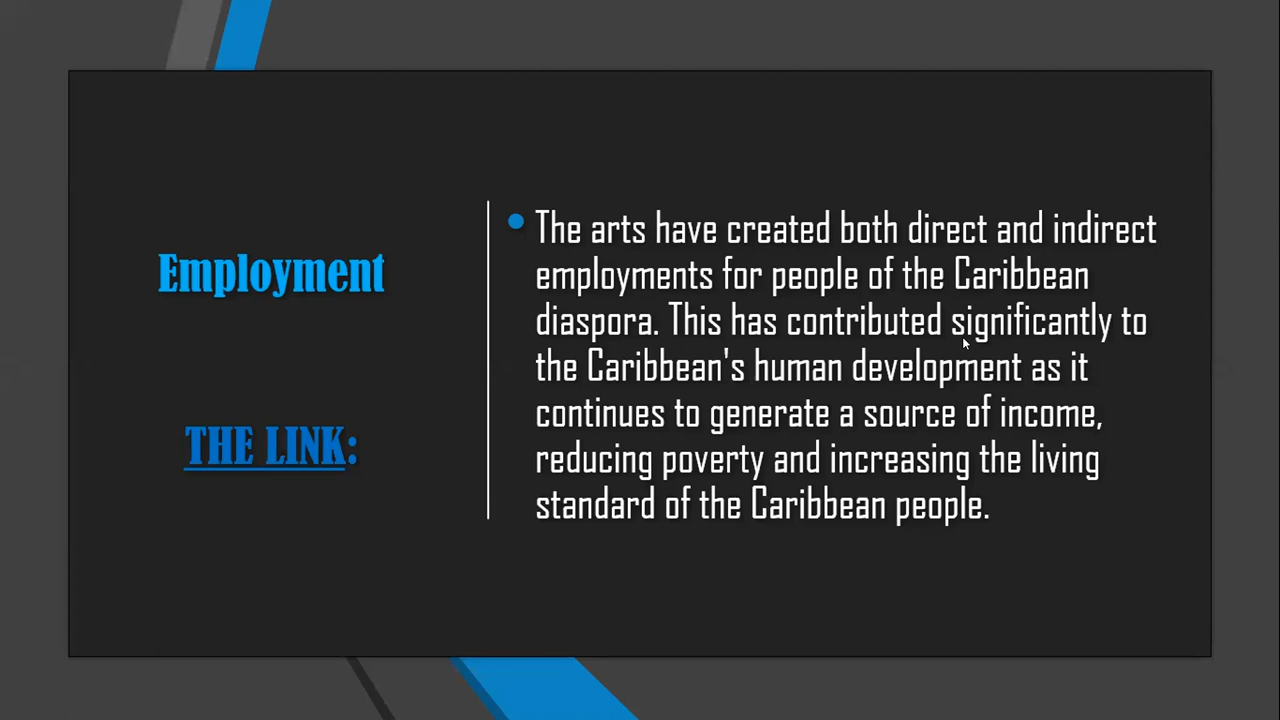 Employment
THE LINK:
The arts have created both direct and indirect
employments for people of the Caribbean
diaspora. This has contributed significantly to
the Caribbean's human development as it
continues to generate a source of income,
reducing poverty and increasing the living
standard of the Caribbean people.